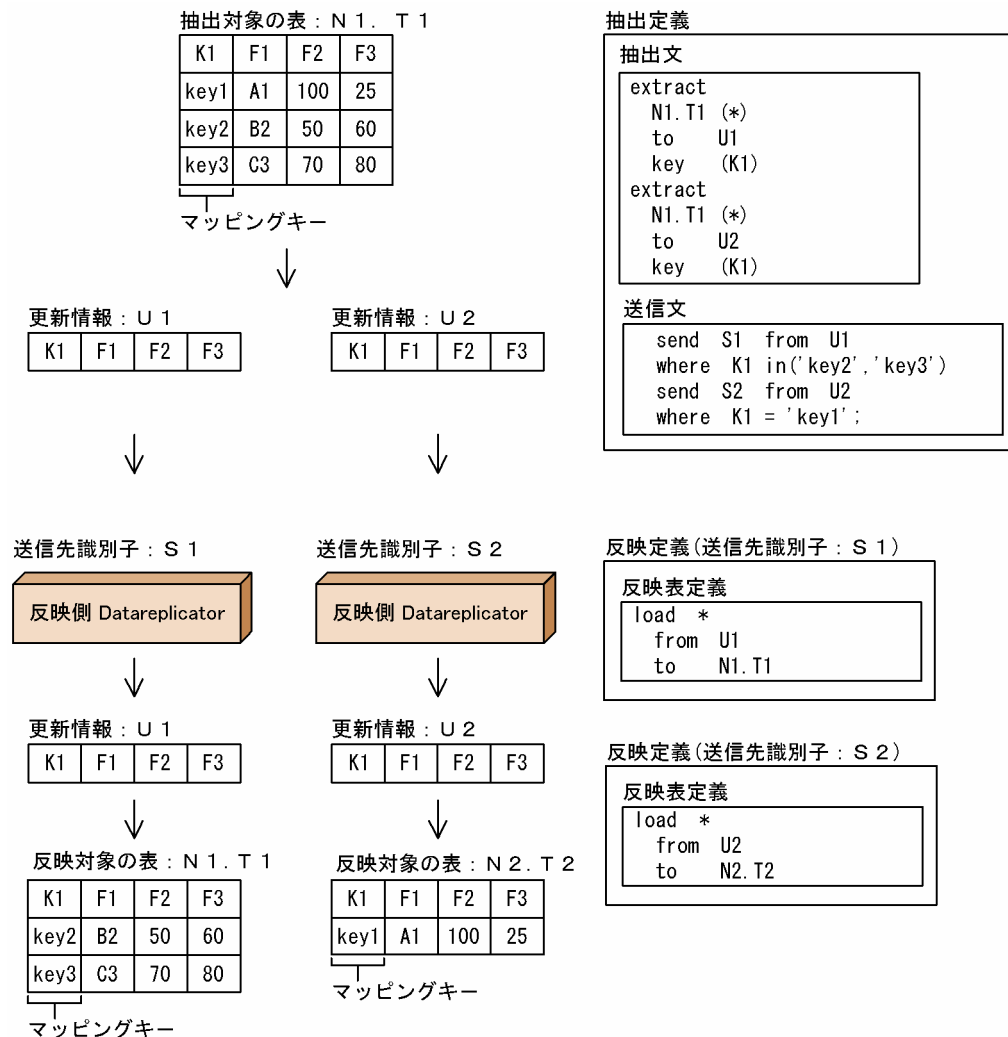 抽出対象の表：Ｎ１．Ｔ１
K1 F1 F2 F3
key1 A1 100 25
key2 B2 50 60
key3 C3 70 80
マッピングキー
更新情報：Ｕ１
K1 F1 F2 F3
更新情報：Ｕ２
K1 F1 F2 F3
送信先識別子：Ｓ１
反映側 Datareplicator
送信先識別子：Ｓ２
反映側 Datareplicator
更新情報：Ｕ１
K1 F1 F2 F3
更新情報：Ｕ２
K1 F1 F2 F3
反映対象の表：Ｎ１．Ｔ１
K1 F1 F2 F3
key2 B2 50 60
key3 C3 70 80
マッピングキー
反映対象の表：Ｎ２．Ｔ２
K1 F1 F2 F3
key1 A1 100 25
マッピングキー
抽出定義
抽出文
extract
N1.T1 (*)
to U1
key (K1)
extract
N1.T1 (*)
to U2
key (K1)
送信文
send S1 from U1
where K1 in('key2','key3')
send S2 from U2
where K1 = 'key1';
反映定義(送信先識別子：Ｓ１)
反映表定義
load *
from U1
to N1.T1
反映定義(送信先識別子：Ｓ２)
反映表定義
load *
from U2
to N2.T2